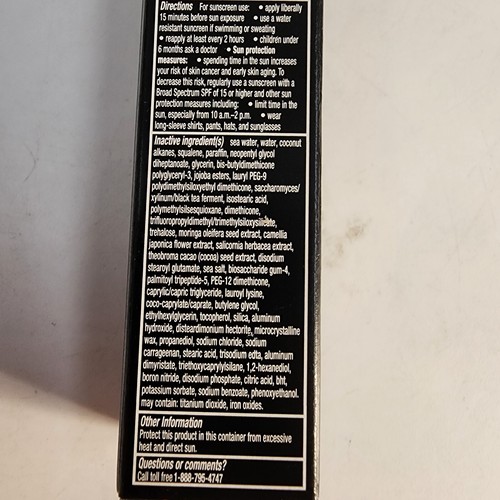 Directions For sunscreen use: • apply liberally
15 minutes before sun exposure • use a water
resistant suncreen if swimming or sweating
• reapply at least every 2 hours • children under
6 months ask a doctor • Sun protection
measures: • spending time in the sun increases
your risk of skin cancer and early skin aging. To
decrease this risk, regularly use a sunscreen with a
Broad Spectrum SPF of 15 or higher and other sun
protection measures including: • limit time in the
sun, especially from 10 a.m.–2 p.m. • wear
long-sleeve shirts, pants, hats, and sunglasses
Inactive ingredient(s) sea water, water, coconut
alkanes, squalene, paraffin, neopentyl glycol
diheptanoate, glycerin, bis-butyldimethicone
polyglyceryl-3, jojoba esters, lauryl PEG-9
polydimethylsiloxyethyl dimethicone, saccharomyces/
xylinum/black tea ferment, isostearic acid,
polymethylsilsesquioxane, dimethicone,
trifluoropropyldimethyl/trimethylsiloxysilicate,
trehalose, moringa oleifera seed extract, camellia
japonica flower extract, salicornia herbacea extract,
theobroma cacao (cocoa) seed extract, disodium
stearoyl glutamate, sea salt, biosaccharide gum-4,
palmitoyl tripeptide-5, PEG-12 dimethicone,
caprylic/capric triglyceride, lauroyl lysine,
coco-caprylate/caprate, butylene glycol,
ethylhexylglycerin, tocopherol, silica, aluminum
hydroxide, disteardimonium hectorite, microcrystalline
wax, propanediol, sodium chloride, sodium
carrageenan, stearic acid, trisodium edta, aluminum
dimyristate, triethoxycaprylylsilane, 1,2-hexanediol,
boron nitride, disodium phosphate, citric acid, bht,
potassium sorbate, sodium benzoate, phenoxyethanol.
may contain: titanium dioxide, iron oxides.
Other Information
Protect this product in this container from excessive
heat and direct sun.
Questions or comments?
Call toll free 1-888-795-4747